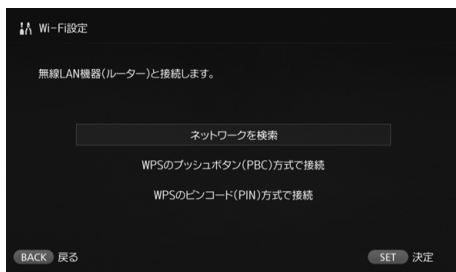 Wi-Fi設定
無線LAN機器(ルーター)と接続します。
ネットワークを検索
WPSのプッシュボタン(PBC)方式で接続
WPSのピンコード(PIN)方式で接続
BACK 戻る
SET 決定